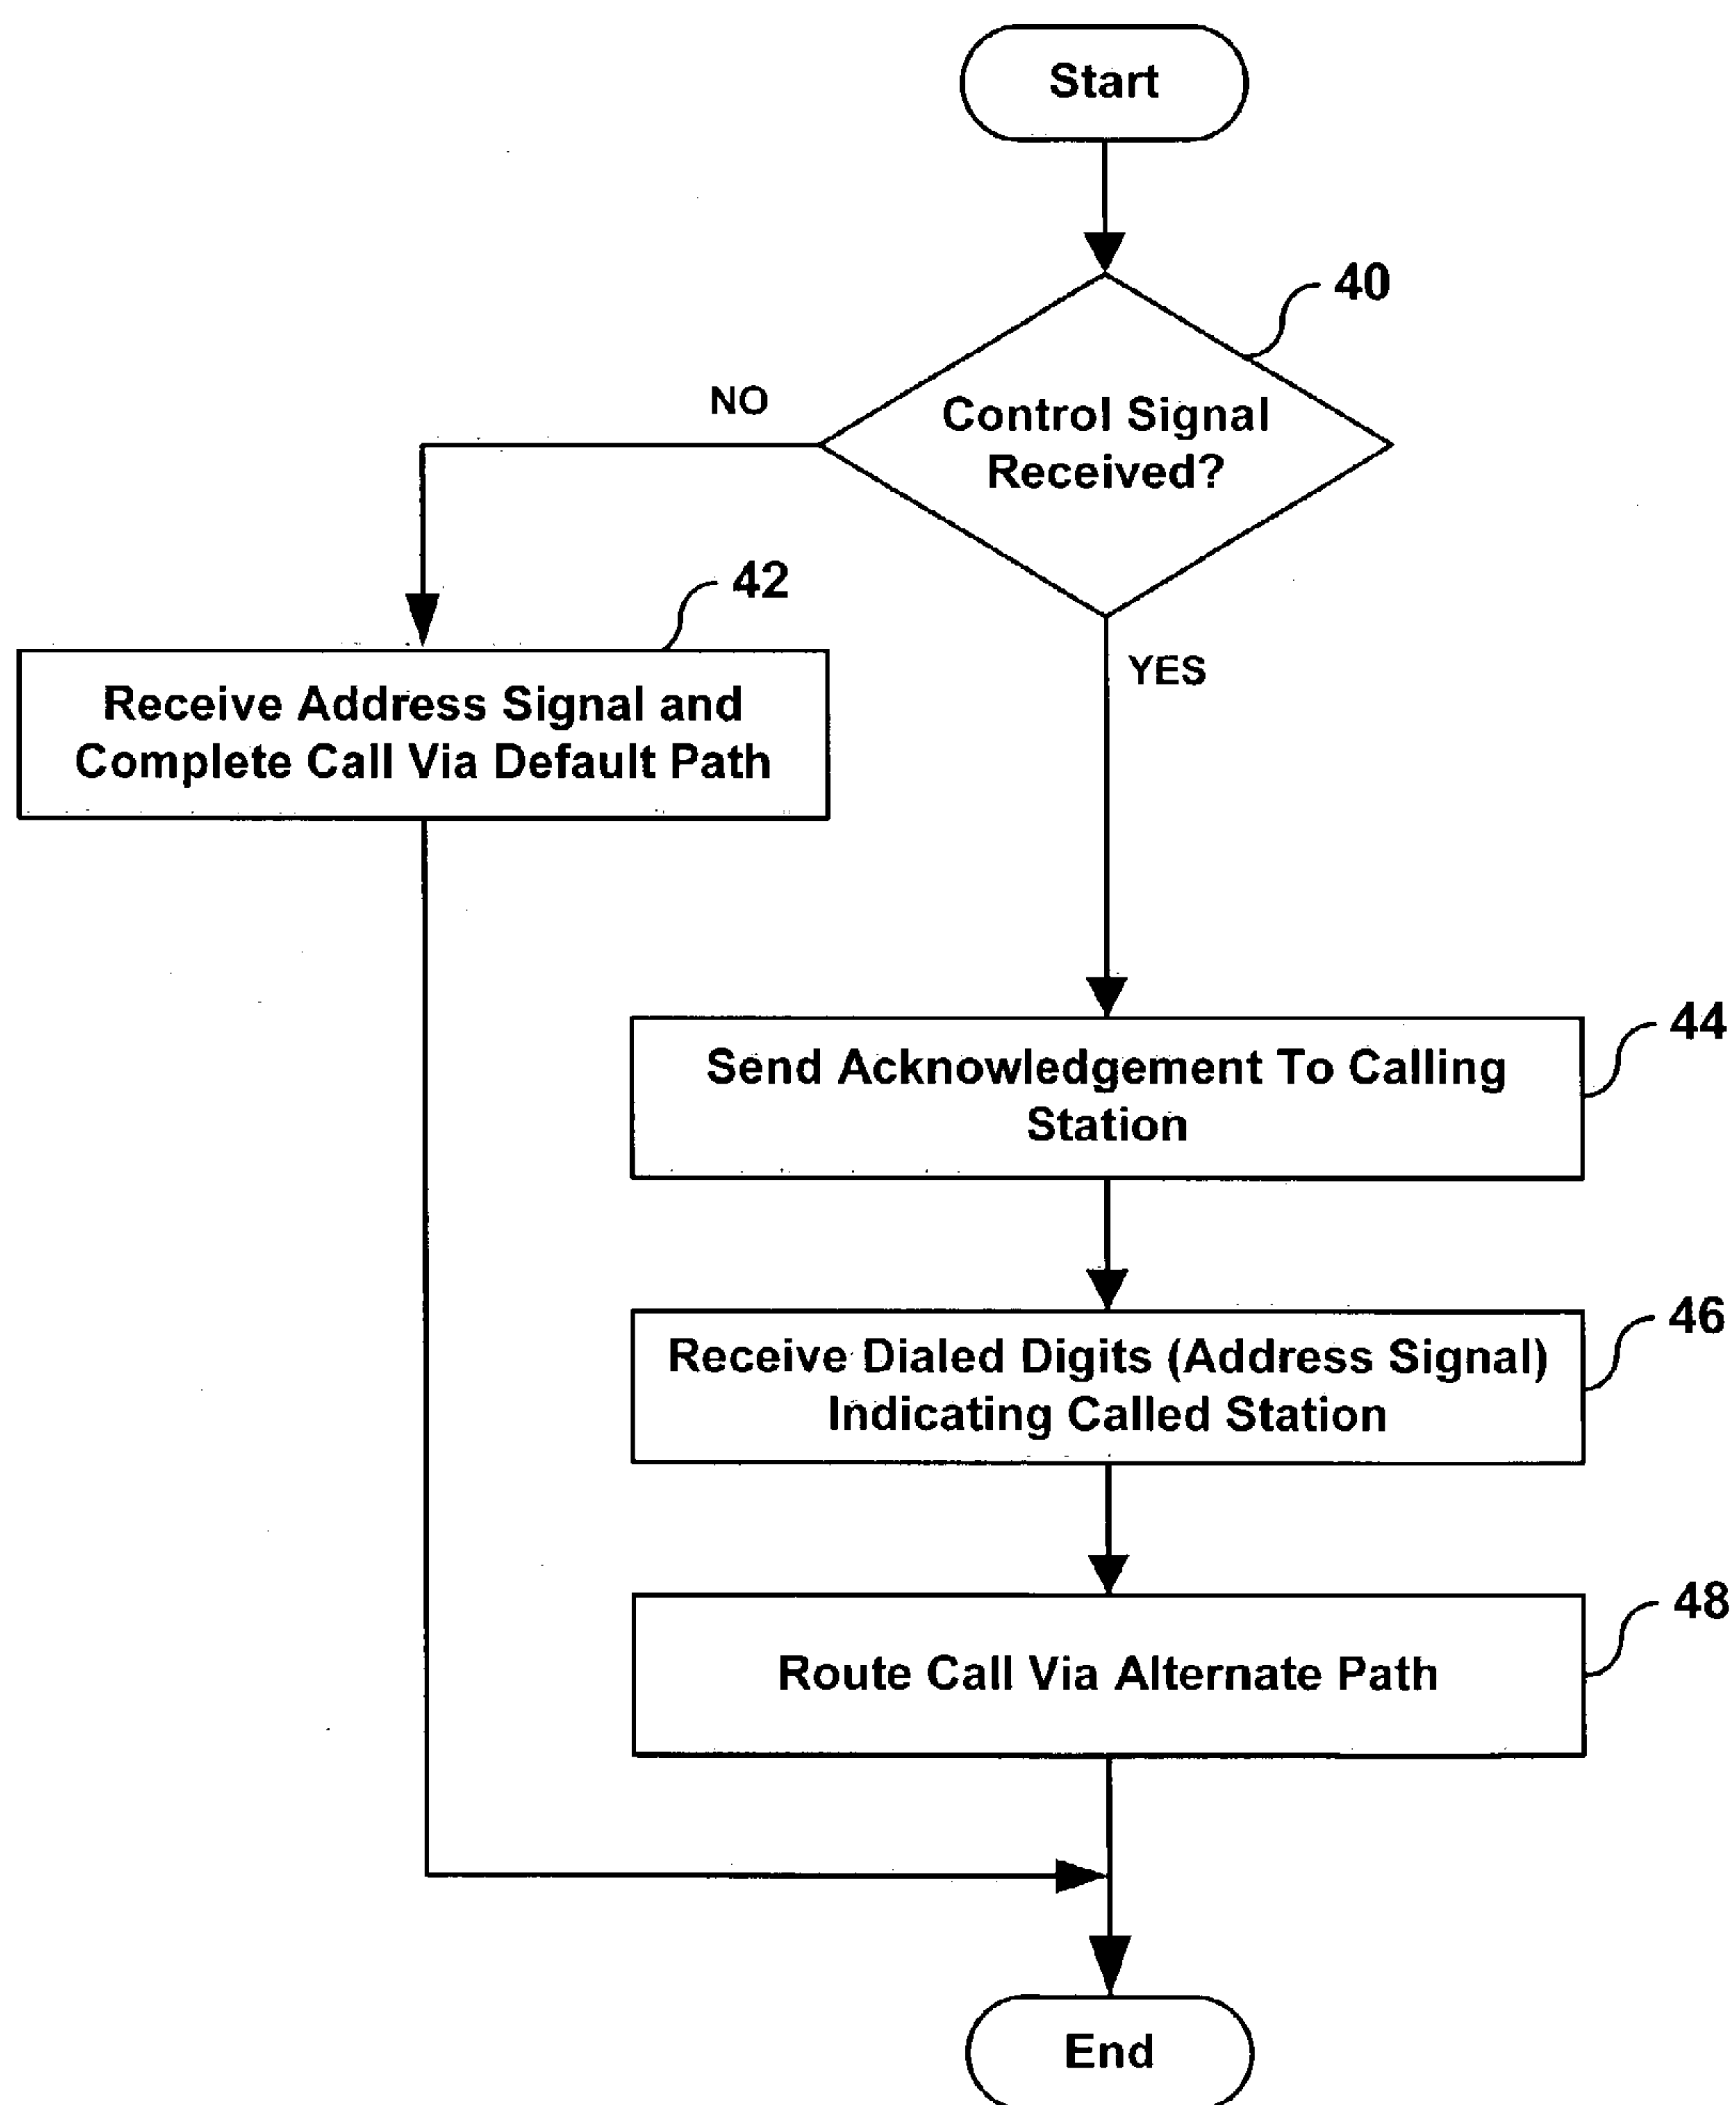 Start
40
Control Signal
Received?
NO
YES
42
Receive Address Signal and
Complete Call Via Default Path
44
Send Acknowledgement To Calling
Station
46
Receive Dialed Digits (Address Signal)
Indicating Called Station
48
Route Call Via Alternate Path
End